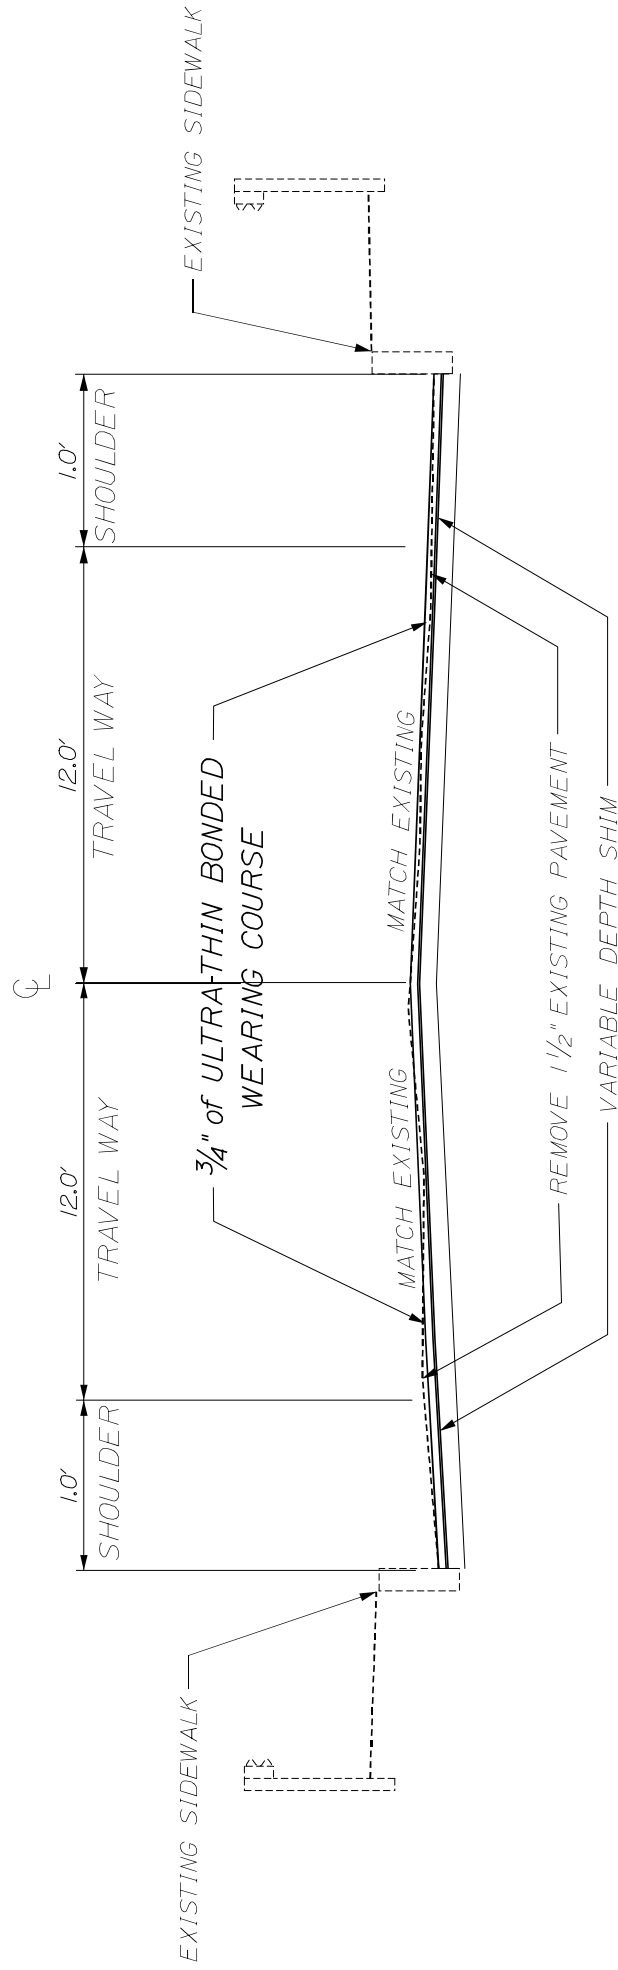 ℄
1.0'
12.0'
12.0'
1.0'
SHOULDER
TRAVEL WAY
TRAVEL WAY
SHOULDER
EXISTING SIDEWALK
EXISTING SIDEWALK
3/4" of ULTRA-THIN BONDED
WEARING COURSE
MATCH EXISTING
MATCH EXISTING
REMOVE 1 1/2" EXISTING PAVEMENT
VARIABLE DEPTH SHIM